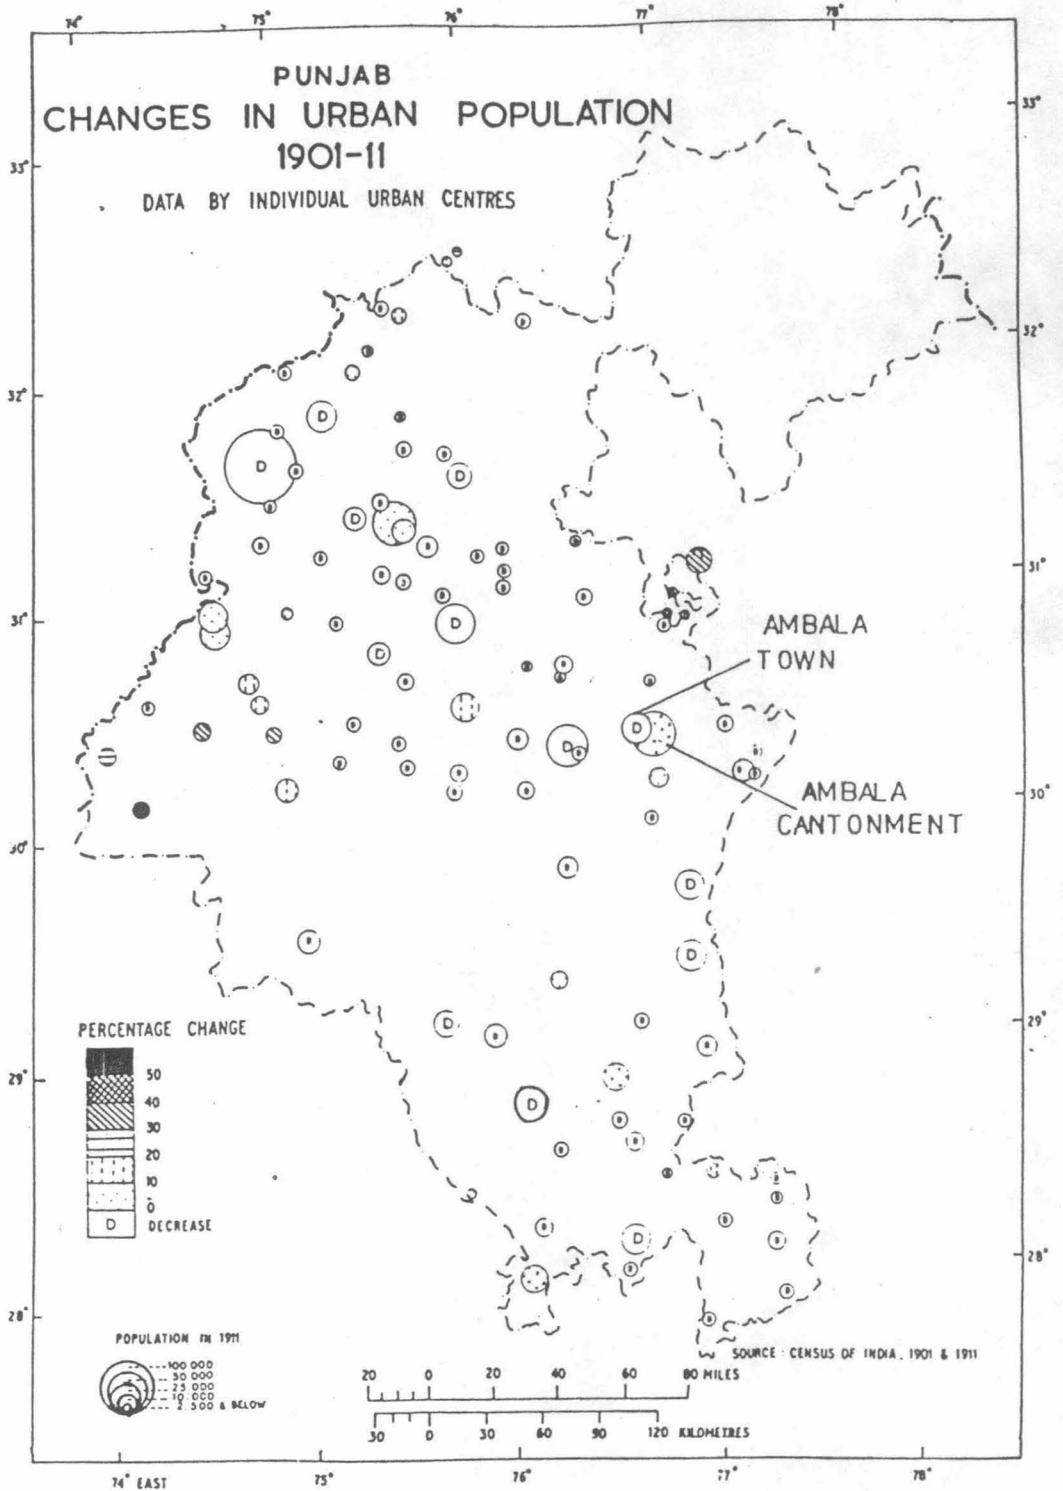 74° 75° 76° 77° 78°
PUNJAB
CHANGES IN URBAN POPULATION
1901-11
DATA BY INDIVIDUAL URBAN CENTRES
33° 33°
32° 32°
31° 31°
AMBALA
TOWN
AMBALA
CANTONMENT
30° 30°
29° 29°
28° 28°
PERCENTAGE CHANGE
50
40
30
20
10
0
D DECREASE
POPULATION IN 1911
100 000
50 000
25 000
10 000
2 500 & BELOW
SOURCE : CENSUS OF INDIA, 1901 & 1911
20 0 20 40 60 80 MILES
30 0 30 60 90 120 KILOMETRES
74° EAST 75° 76° 77° 78°